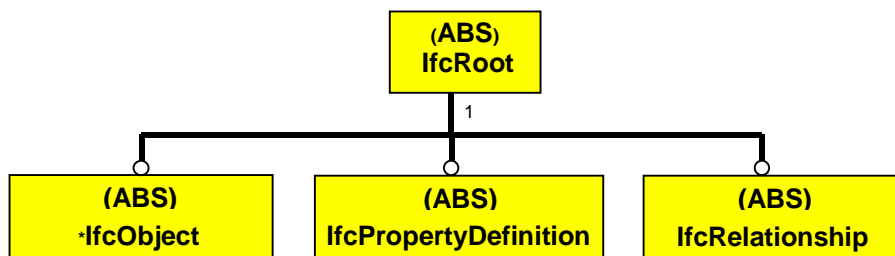 (ABS)
IfcRoot
1
(ABS) (ABS) (ABS)
*IfcObject IfcPropertyDefinition IfcRelationship